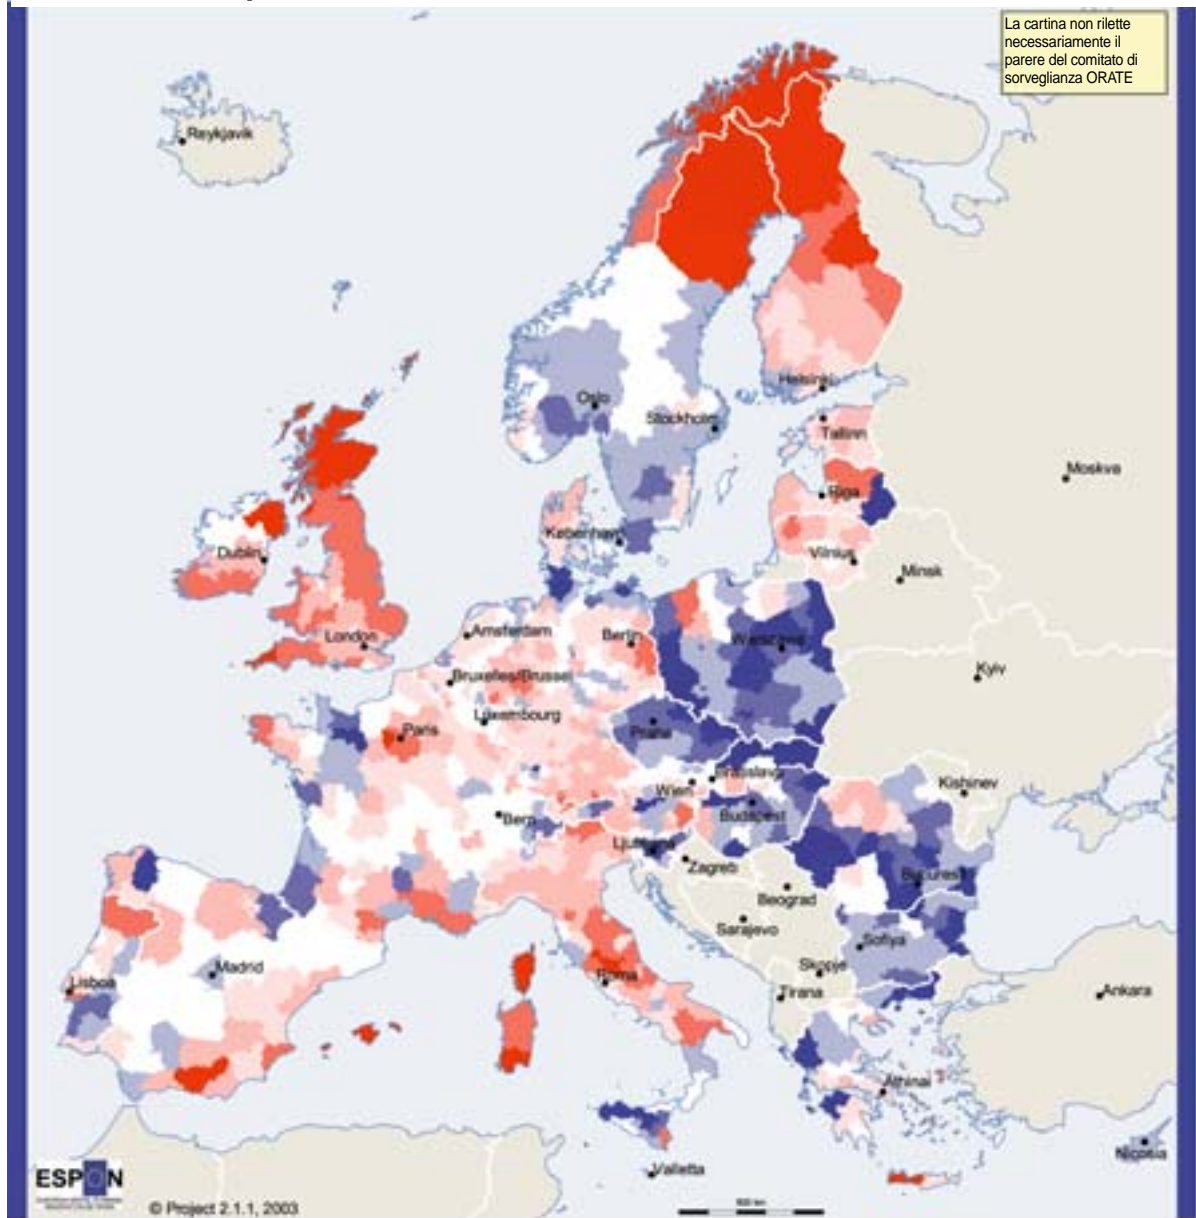 La cartina non rilette
necessariamente il
parere del comitato di
sorveglianza ORATE
Reykjavik
Helsinki
Oslo
Stockholm
Tallinn
Moskva
Riga
København
Dublin
Vilnius
Minsk
London
Amsterdam
Berlin
Warszawa
Bruxelles/Brussel
Kyiv
Luxembourg
Paris
Praha
Wien
Bratislava
Kishinev
Bern
Budapest
Ljubljana
Zagreb
Bucuresti
Beograd
Sarajevo
Sofiya
Madrid
Skopje
Lisboa
Roma
Tirana
Ankara
Athinai
Nicosia
Valletta
ESPON
© Project 2.1.1, 2003
500 km